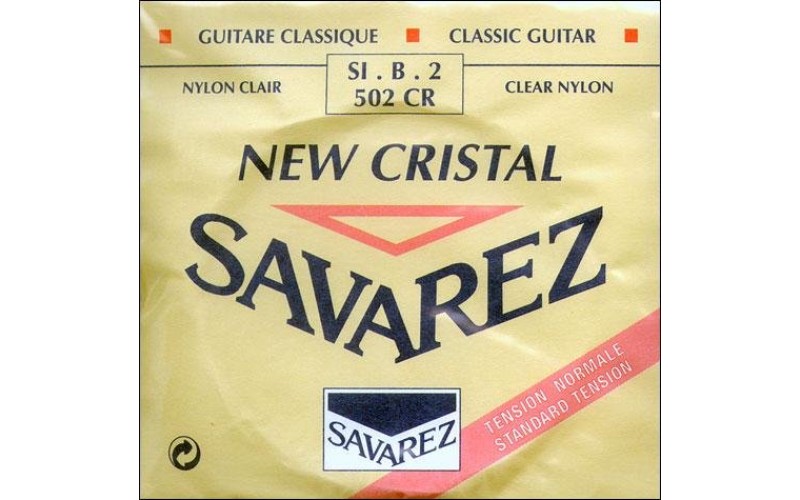 GUITARE CLASSIQUE
CLASSIC GUITAR
NYLON CLAIR
SI . B . 2
502 CR
CLEAR NYLON
NEW CRISTAL
SAVAREZ
TENSION NORMALE
STANDARD TENSION
SAVAREZ